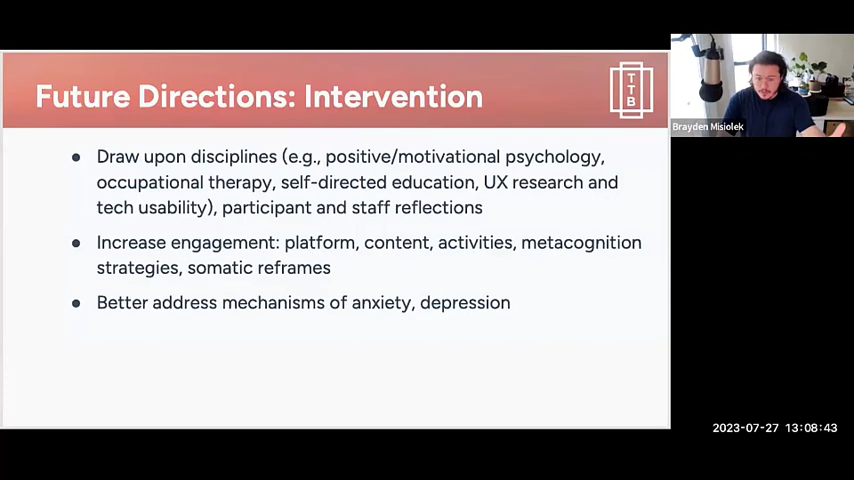 Future Directions: Intervention
T
T
B
Brayden Misiolek
● Draw upon disciplines (e.g., positive/motivational psychology,
occupational therapy, self-directed education, UX research and
tech usability), participant and staff reflections
● Increase engagement: platform, content, activities, metacognition
strategies, somatic reframes
● Better address mechanisms of anxiety, depression
2023-07-27 13:08:43